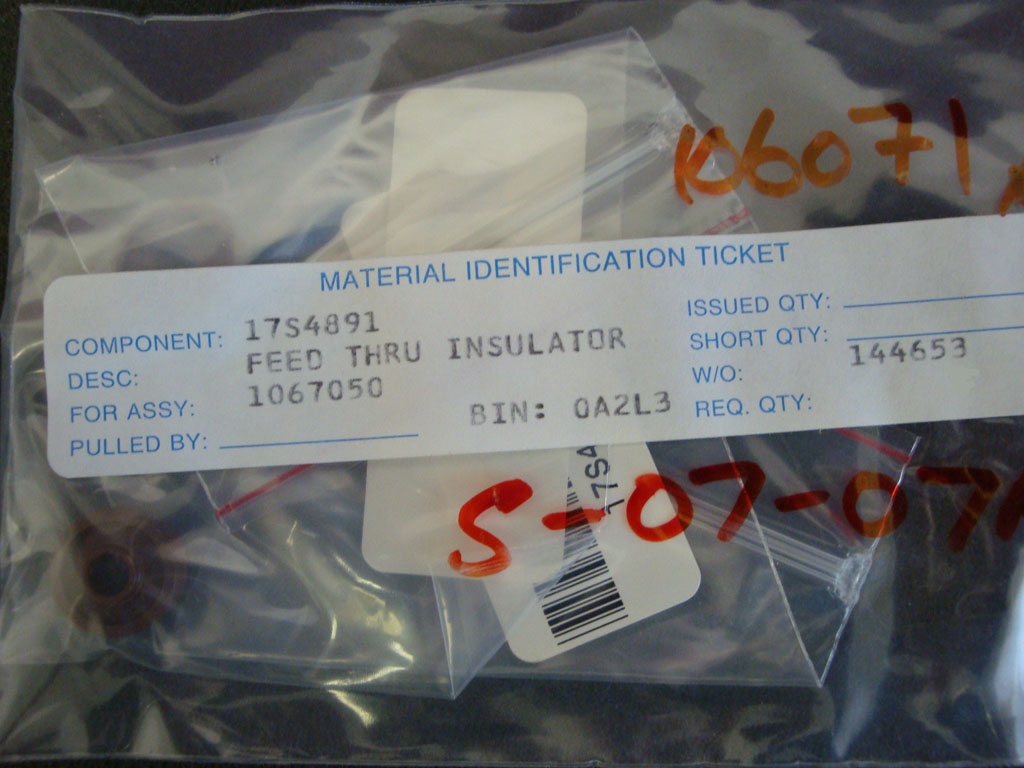 106071
MATERIAL IDENTIFICATION TICKET
COMPONENT: 17S4891
DESC: FEED THRU INSULATOR
FOR ASSY: 1067050
PULLED BY:
BIN: 0A2L3
ISSUED QTY:
SHORT QTY:
W/O: 144653
REQ. QTY:
17S4
S-07-07